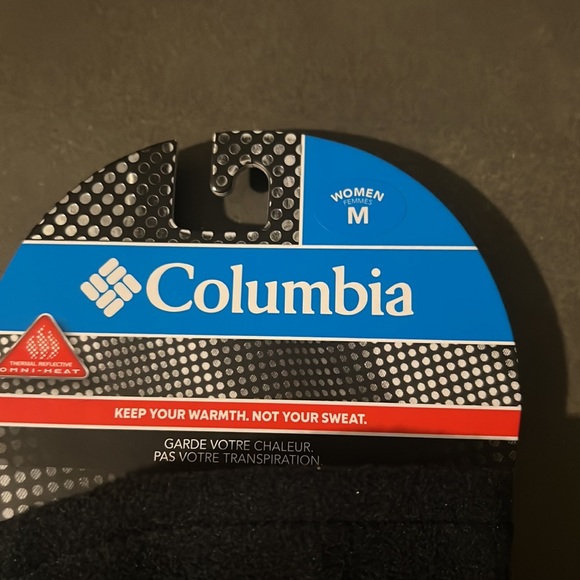 WOMEN
FEMMES
M
Columbia
THERMAL REFLECTIVE
OMNI-HEAT
KEEP YOUR WARMTH. NOT YOUR SWEAT.
GARDE VOTRE CHALEUR.
PAS VOTRE TRANSPIRATION.